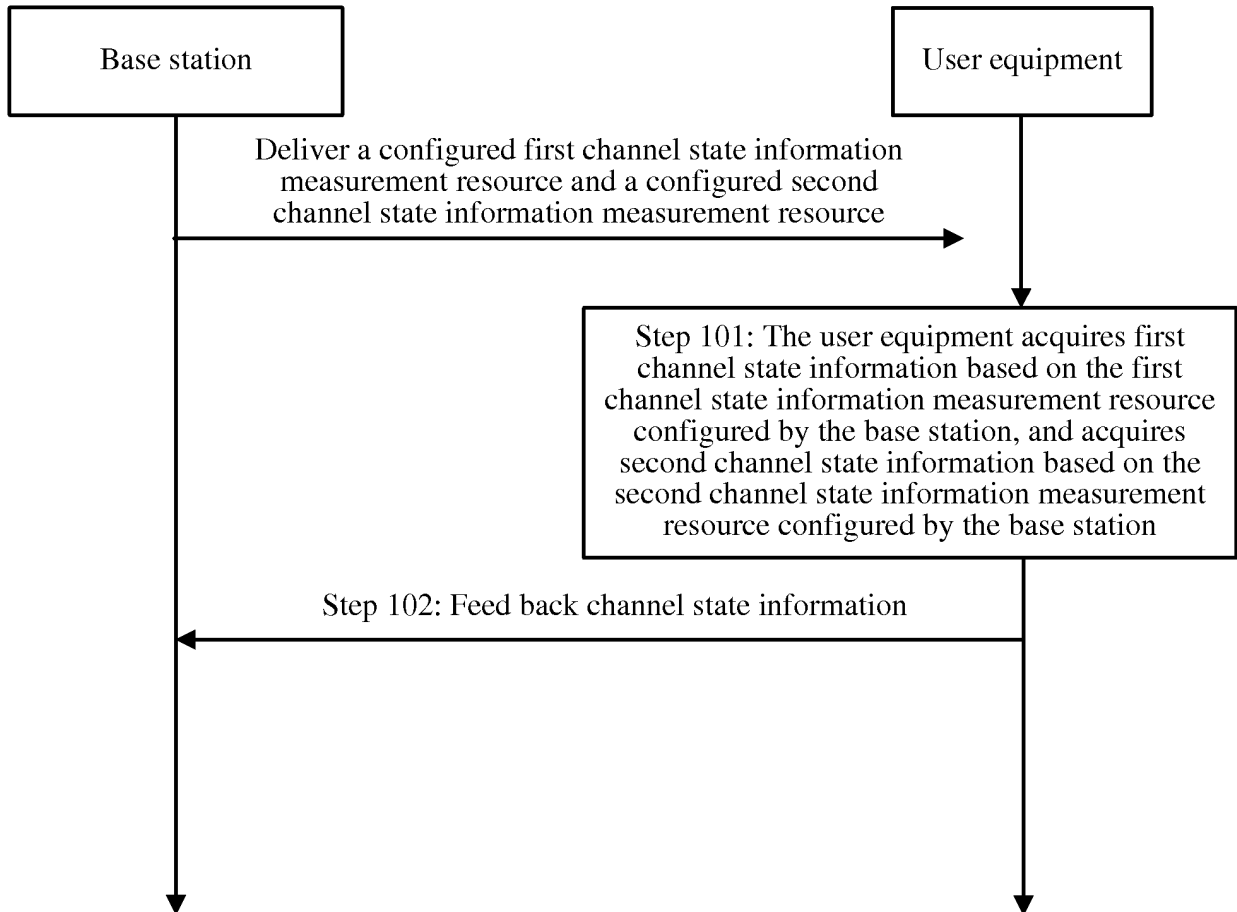 Base station
User equipment
Deliver a configured first channel state information
measurement resource and a configured second
channel state information measurement resource
Step 101: The user equipment acquires first
channel state information based on the first
channel state information measurement resource
configured by the base station, and acquires
second channel state information based on the
second channel state information measurement
resource configured by the base station
Step 102: Feed back channel state information